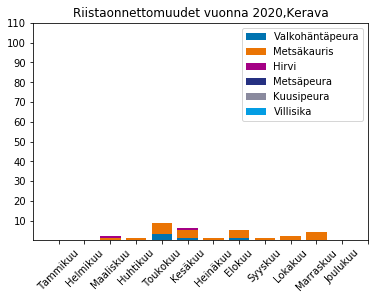 Riistaonnettomuudet vuonna 2020,Kerava
110
100
90
80
70
60
50
40
30
20
10
Valkohäntäpeura
Metsäkauris
Hirvi
Metsäpeura
Kuusipeura
Villisika
Tammikuu
Helmikuu
Maaliskuu
Huhtikuu
Toukokuu
Kesäkuu
Heinäkuu
Elokuu
Syyskuu
Lokakuu
Marraskuu
Joulukuu